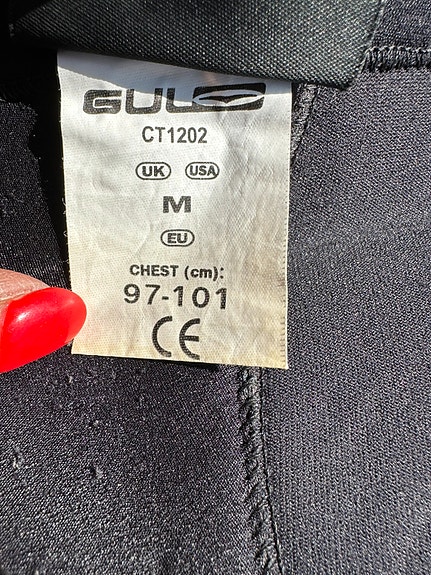 GUL
CT1202
UK USA
M
EU
CHEST (cm):
97-101
CE